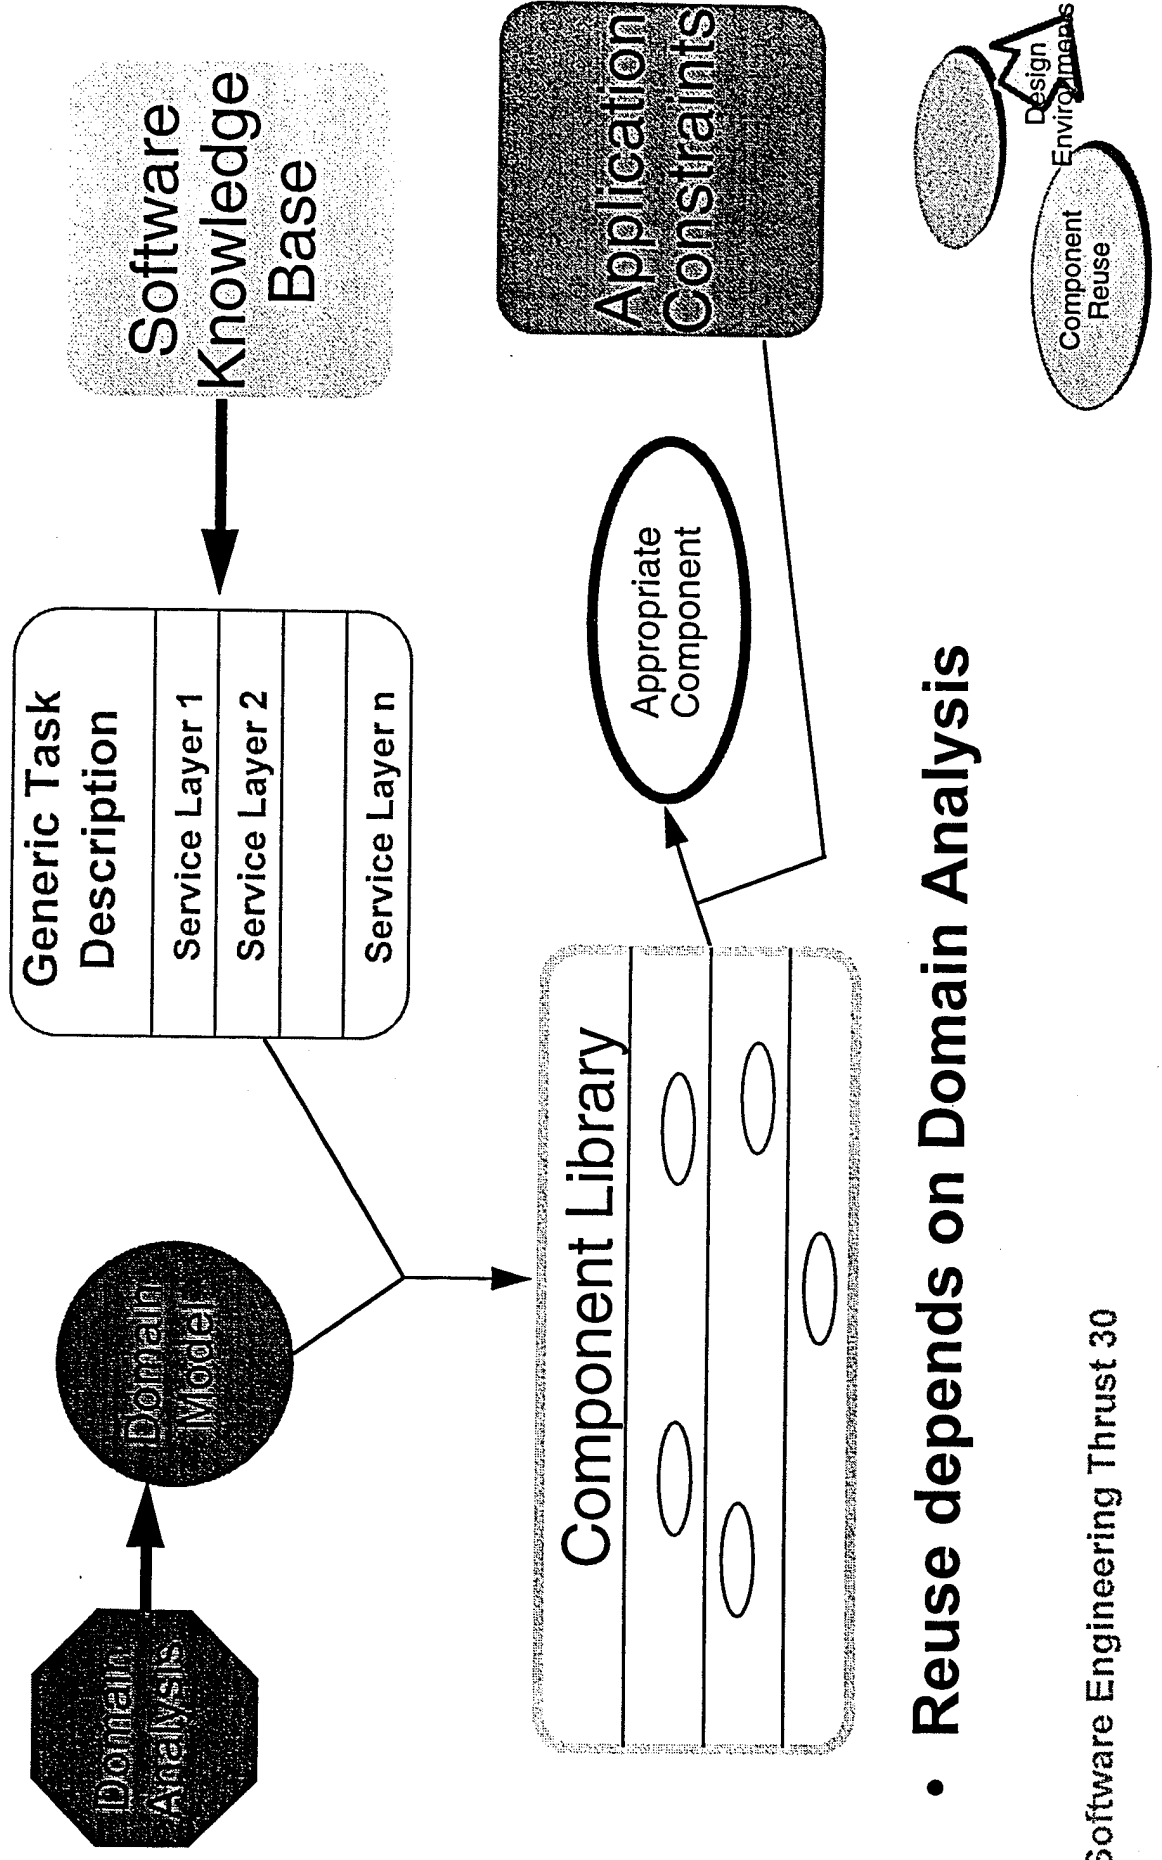 Domain
Analysis
Domain
Model
Generic Task
Description
Service Layer 1
Service Layer 2
Service Layer n
Software
Knowledge
Base
Component Library
Appropriate
Component
Application
Constraints
• Reuse depends on Domain Analysis
Software Engineering Thrust 30
Component
Reuse
Design
Environments